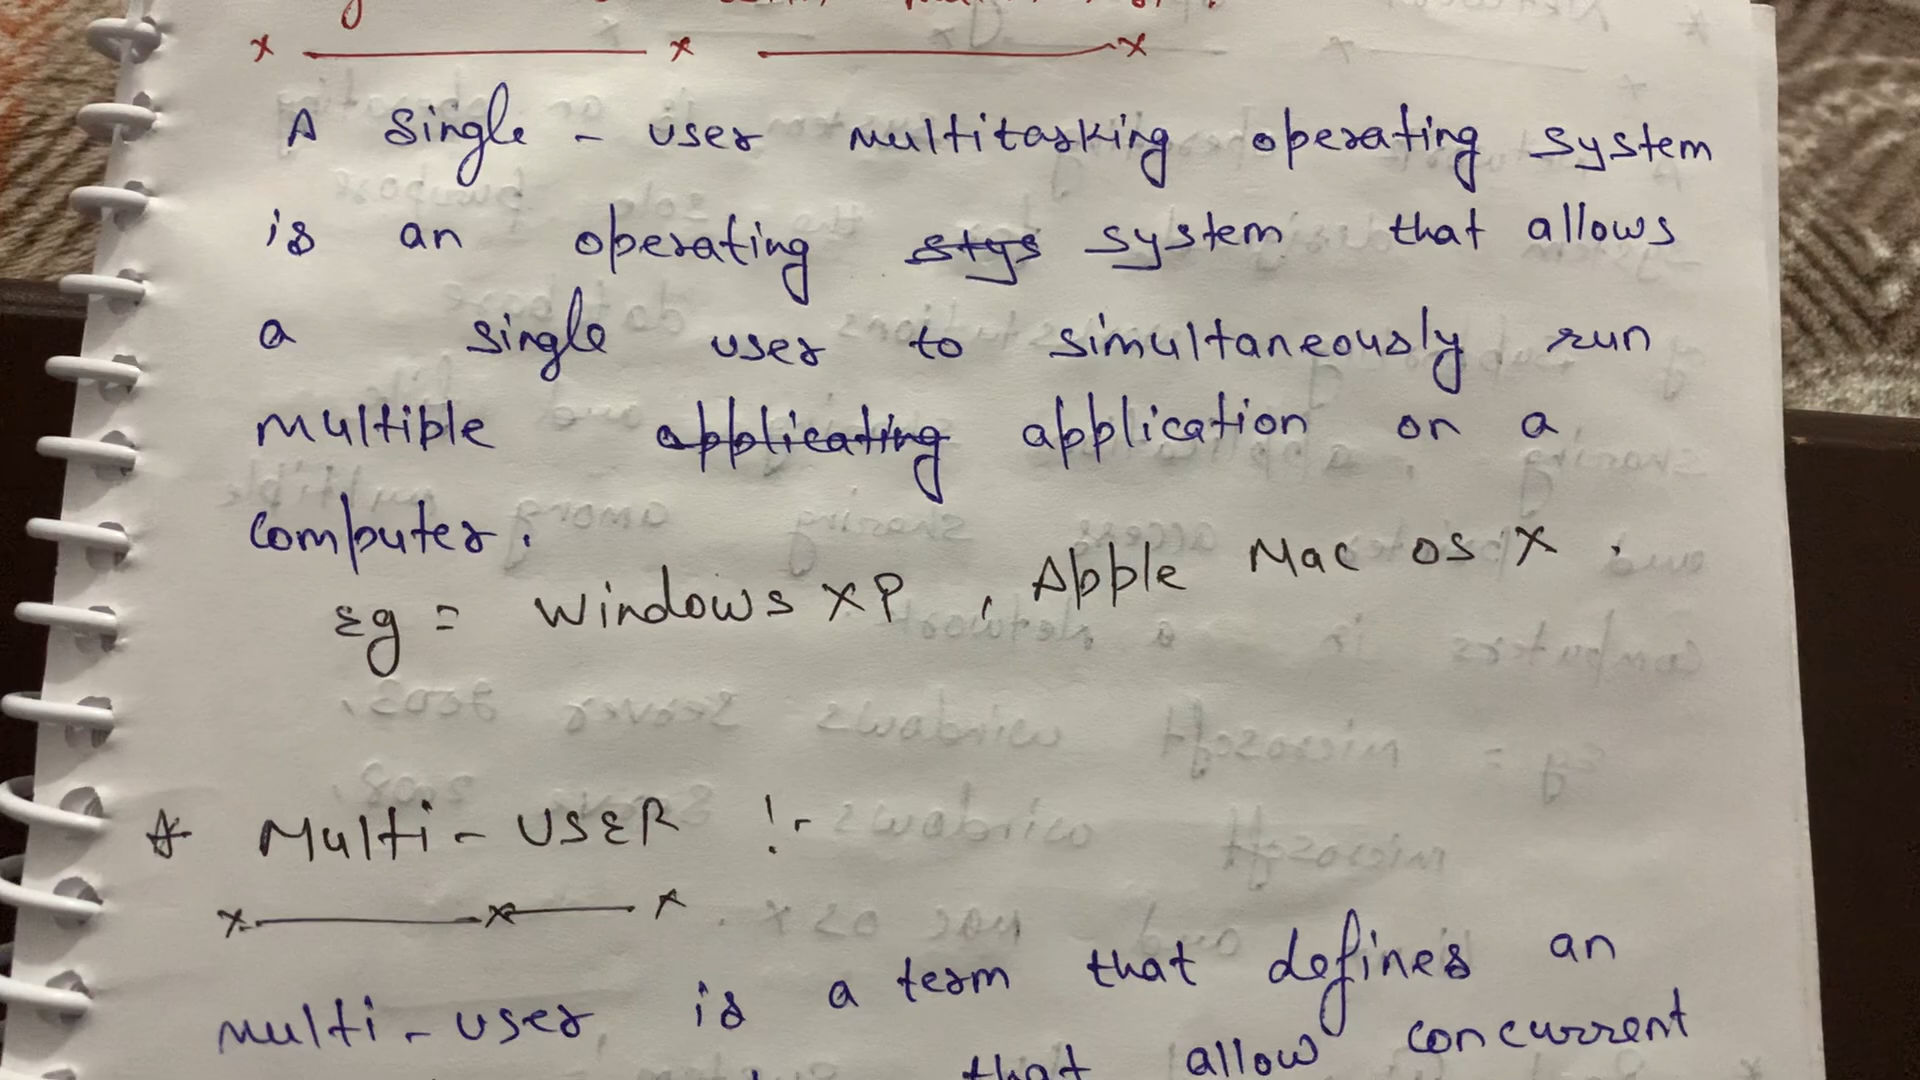 A single - user multitasking operating system
is an operating stys system that allows
a single user to simultaneously run
multiple applicating application on a
computer.
Eg = Windows XP , Apple Mac OS X .
* Multi - USER :-
multi - user is a term that defines an
that allow concurrent